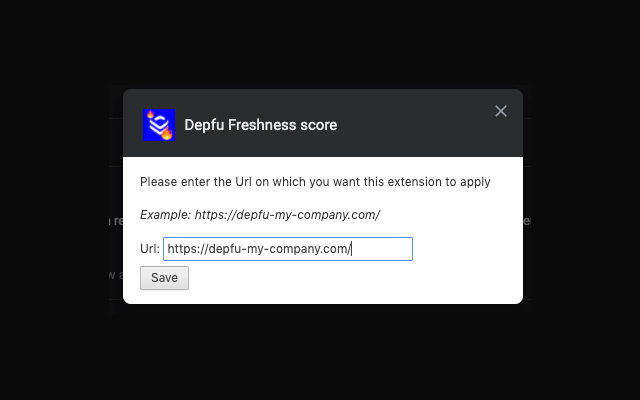 Depfu Freshness score
Please enter the Url on which you want this extension to apply
Example: https://depfu-my-company.com/
Url: https://depfu-my-company.com/
Save